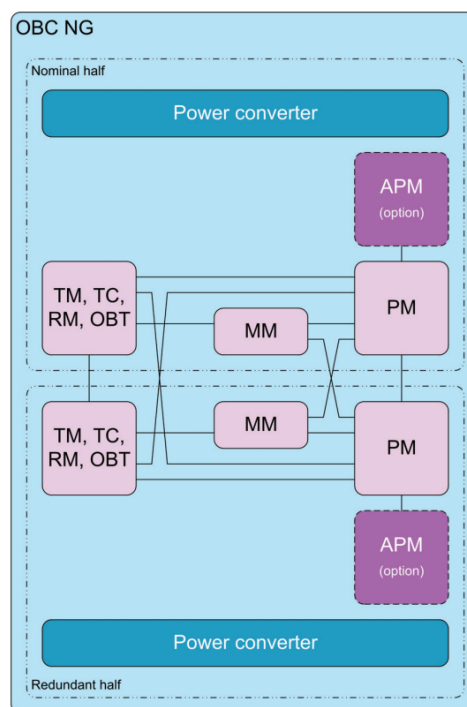 OBC NG
Nominal half
Power converter
APM
(option)
TM, TC,
RM, OBT
MM
PM
TM, TC,
RM, OBT
MM
PM
APM
(option)
Power converter
Redundant half